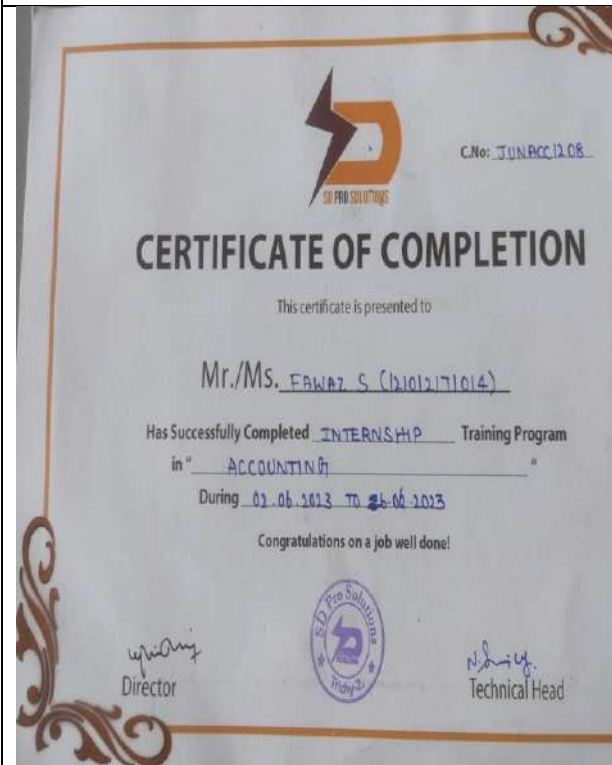 C.No: JUNACC1208
SD PRO SOLUTIONS
CERTIFICATE OF COMPLETION
This certificate is presented to
Mr./Ms. FAWAZ S (121012171014)
Has Successfully Completed INTERNSHIP Training Program
in " ACCOUNTING "
During 02.06.2023 TO 26.06.2023
Congratulations on a job well done!
SD Pro Solutions
Trichy-2
Director
Technical Head